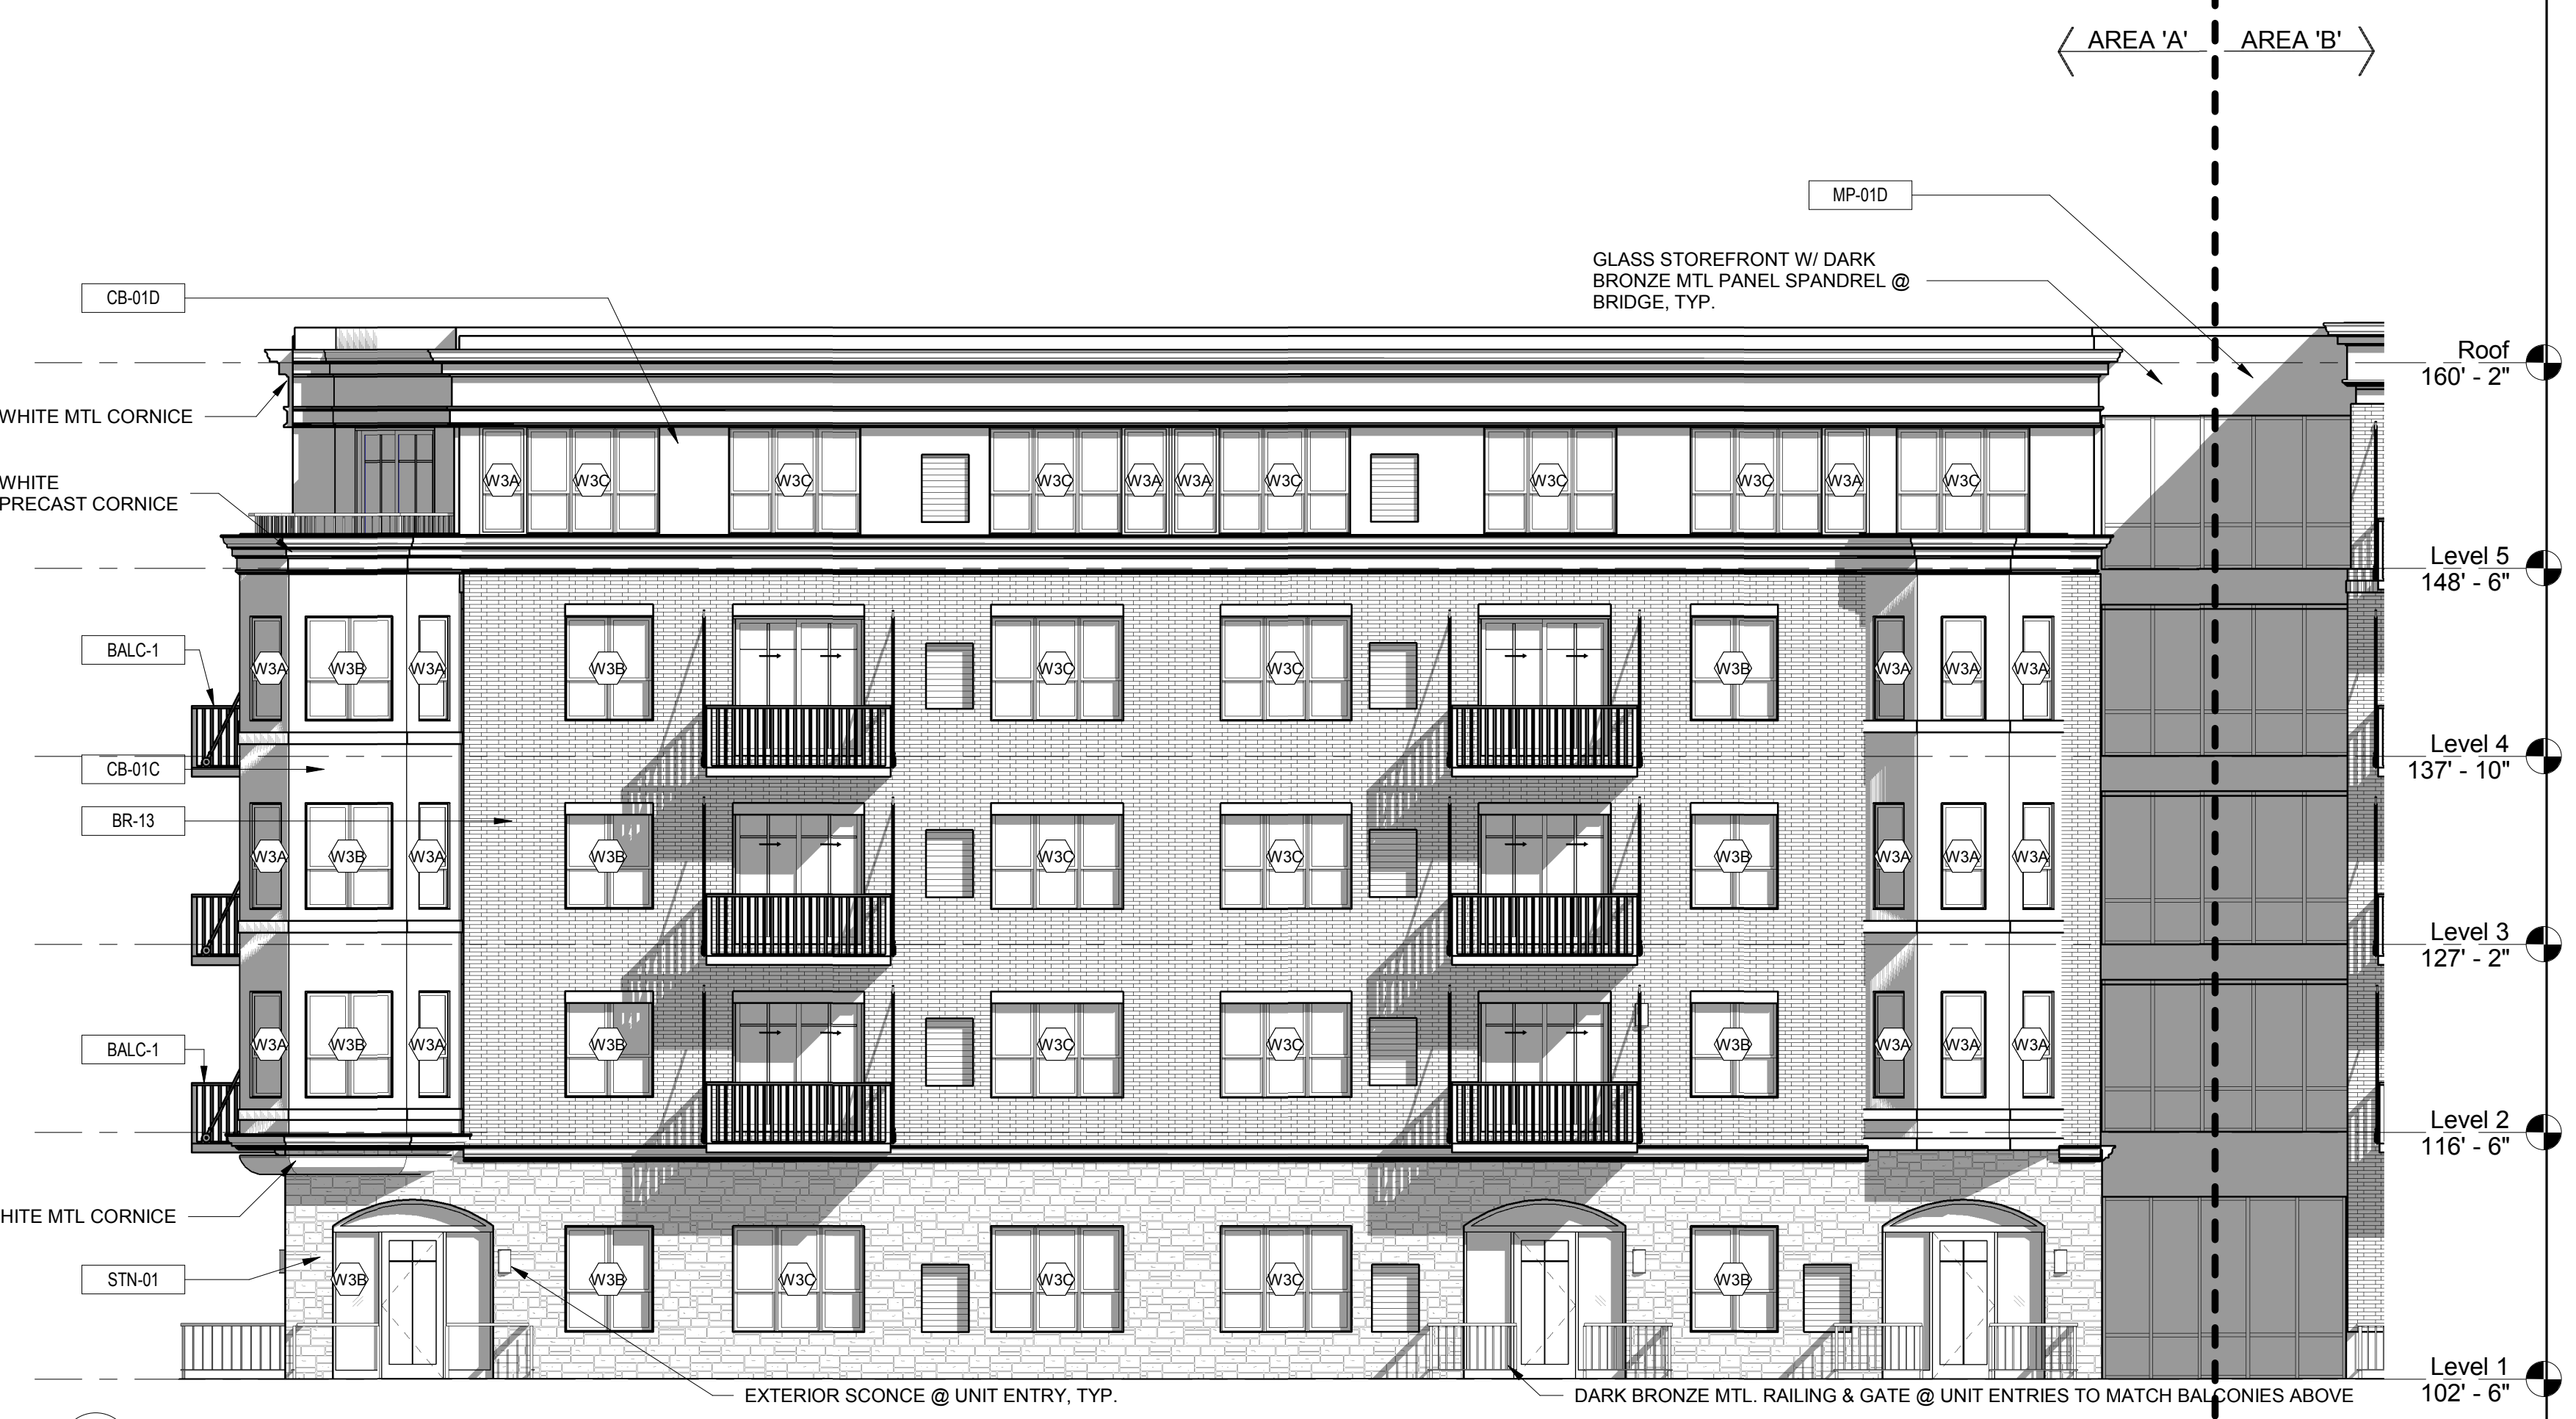 AREA 'A'
AREA 'B'
MP-01D
GLASS STOREFRONT W/ DARK
BRONZE MTL PANEL SPANDREL @
BRIDGE, TYP.
CB-01D
Roof
160' - 2"
WHITE MTL CORNICE
WHITE
PRECAST CORNICE
W3A W3C W3C W3C W3A W3A W3C W3C W3C W3A W3C
Level 5
148' - 6"
BALC-1
W3A W3B W3A W3B W3C W3C W3B W3A W3A W3A
Level 4
137' - 10"
CB-01C
BR-13
W3A W3B W3A W3B W3C W3C W3B W3A W3A W3A
Level 3
127' - 2"
BALC-1
W3A W3B W3A W3B W3C W3C W3B W3A W3A W3A
Level 2
116' - 6"
HITE MTL CORNICE
STN-01
W3B W3B W3C W3C W3C W3B
EXTERIOR SCONCE @ UNIT ENTRY, TYP.
DARK BRONZE MTL. RAILING & GATE @ UNIT ENTRIES TO MATCH BALCONIES ABOVE
Level 1
102' - 6"